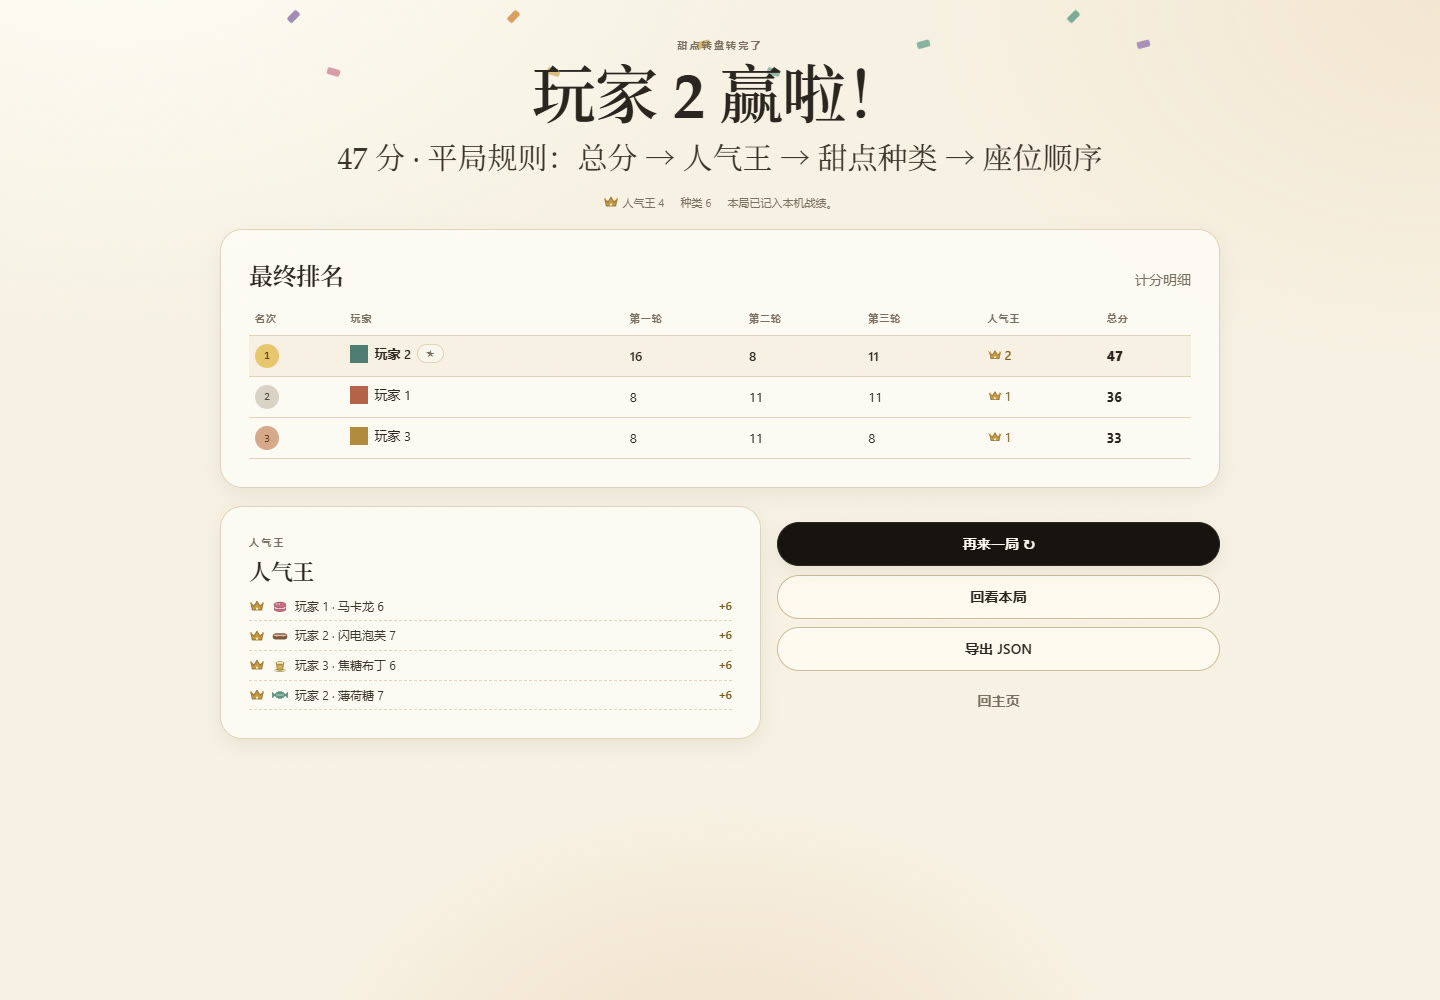 甜点转盘转完了
玩家 2 赢啦！
47 分 · 平局规则：总分 → 人气王 → 甜点种类 → 座位顺序
人气王 4 种类 6 本局已记入本机战绩。
最终排名
计分明细
名次 玩家 第一轮 第二轮 第三轮 人气王 总分
1 玩家 2 ★ 16 8 11 2 47
2 玩家 1 8 11 11 1 36
3 玩家 3 8 11 8 1 33
人气王
人气王
玩家 1 · 马卡龙 6 +6
玩家 2 · 闪电泡芙 7 +6
玩家 3 · 焦糖布丁 6 +6
玩家 2 · 薄荷糖 7 +6
再来一局 ↻
回看本局
导出 JSON
回主页